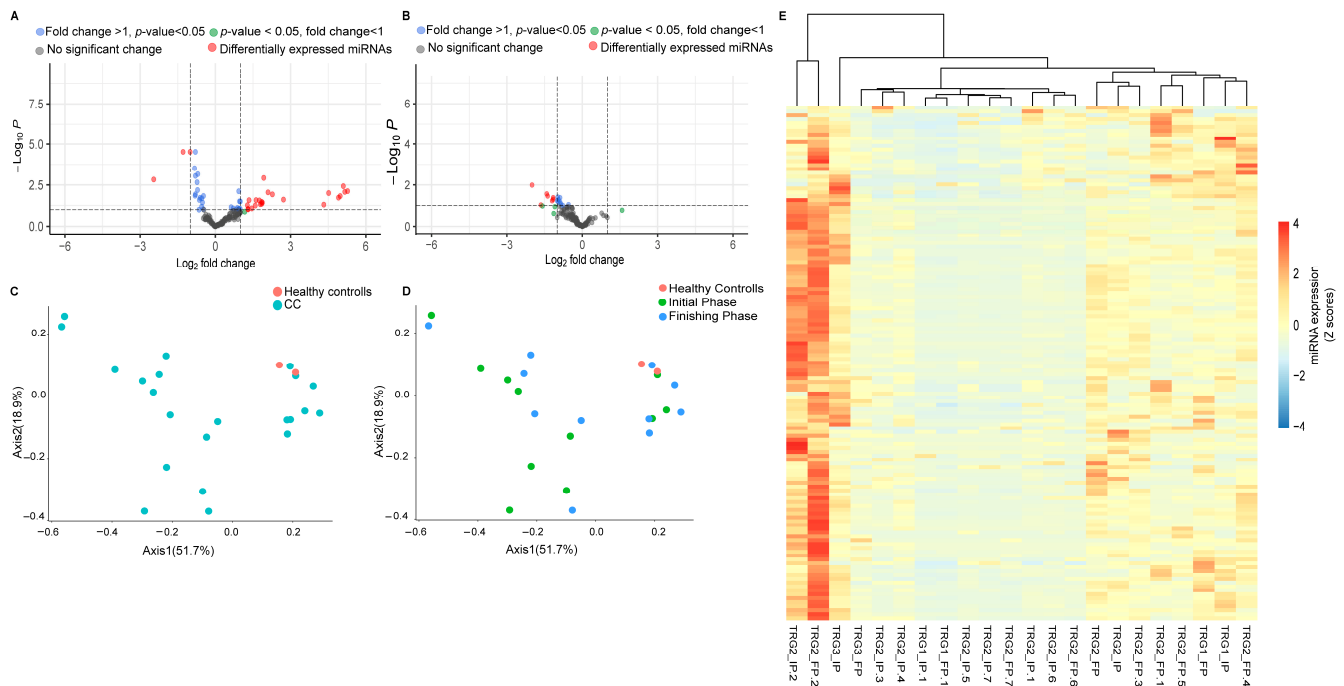 A
Fold change >1, p-value<0.05
p-value < 0.05, fold change<1
No significant change
Differentially expressed miRNAs
7.5
5.0
2.5
0.0
− Log10 P
−6
−3
0
3
6
Log2 fold change
B
Fold change >1, p-value<0.05
p-value < 0.05, fold change<1
No significant change
Differentially expressed miRNAs
6
4
2
0
−Log10 P
−6
−3
0
3
6
Log2 fold change
C
Healthy controlls
CC
0.2
0.0
−0.2
−0.4
Axis2(18.9%)
−0.6
−0.4
−0.2
0.0
0.2
Axis1(51.7%)
D
Healthy Controlls
Initial Phase
Finishing Phase
0.2
0.0
−0.2
−0.4
Axis2(18.9%)
−0.6
−0.4
−0.2
0.0
0.2
Axis1(51.7%)
E
4
2
0
−2
−4
miRNA expressior
(Z scores)
TRG2_IP.2
TRG2_FP.2
TRG3_IP
TRG3_FP
TRG2_IP.3
TRG2_IP.4
TRG1_IP.1
TRG1_FP.1
TRG2_IP.5
TRG2_IP.7
TRG2_FP.7
TRG2_IP.1
TRG2_IP.6
TRG2_FP.6
TRG2_FP
TRG2_IP
TRG2_FP.3
TRG2_FP.1
TRG2_FP.5
TRG1_FP
TRG1_IP
TRG2_FP.4